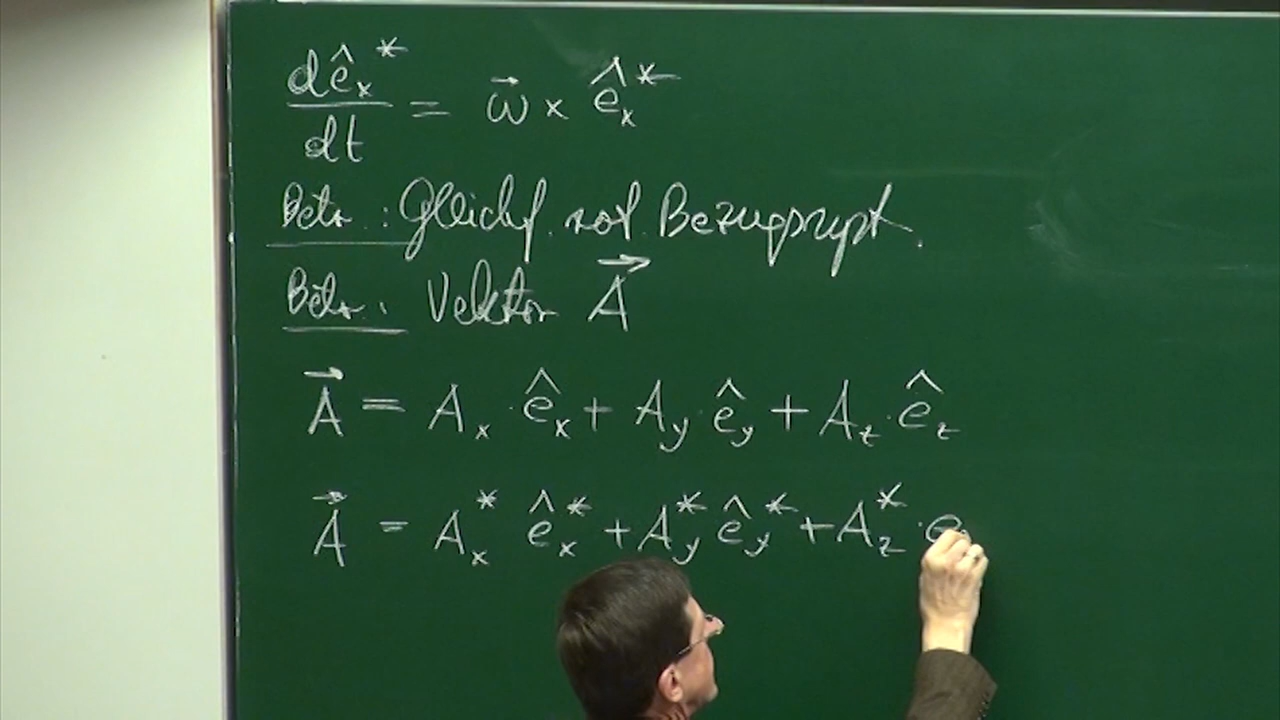 dê_x^* / dt = ω⃗ × ê_x^*
Betr.: Gleichf. rot. Bezugssyst.
Betr.: Vektor A⃗
A⃗ = A_x · ê_x + A_y · ê_y + A_z · ê_z
A⃗ = A_x^* ê_x^* + A_y^* ê_y^* + A_z^* · e